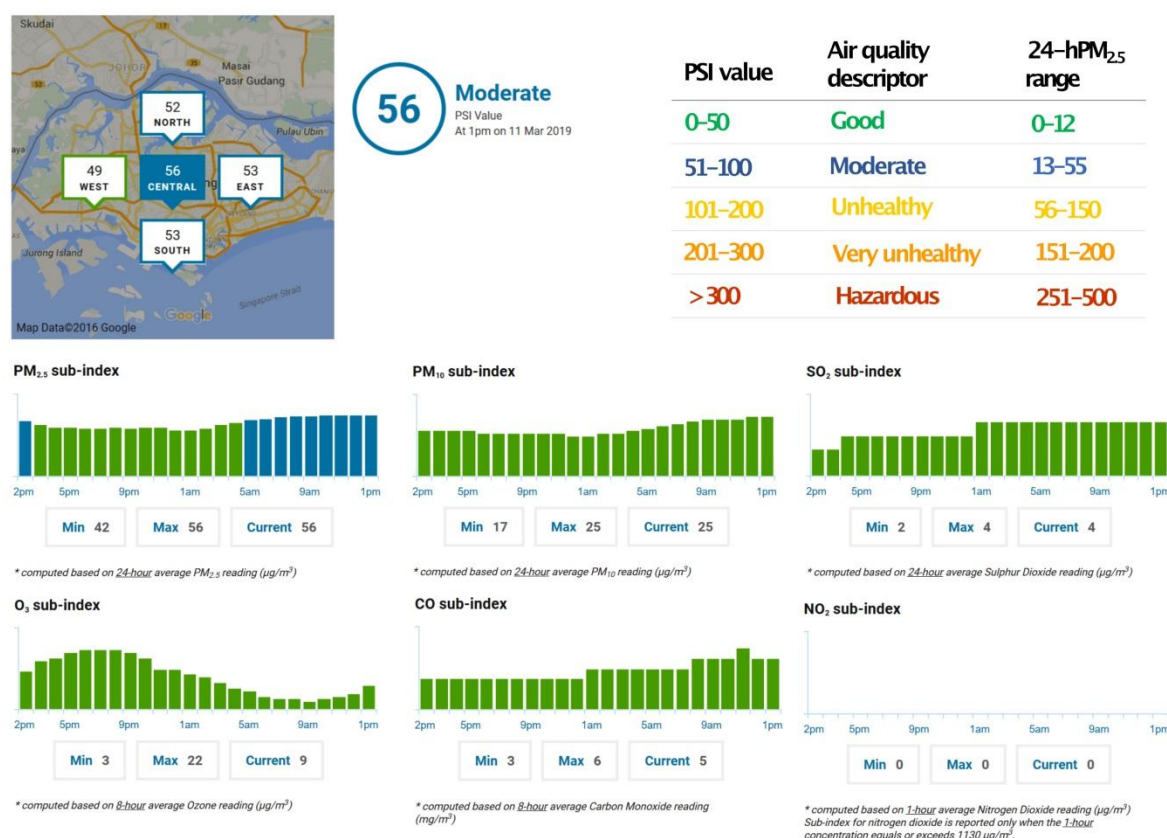 Skudai
JOHOR
Masai
Pasir Gudang
Pulau Ubin
52
NORTH
49
WEST
56
CENTRAL
53
EAST
53
SOUTH
Jurong Island
Singapore Strait
Google
Map Data©2016 Google
56
Moderate
PSI Value
At 1pm on 11 Mar 2019
PSI value Air quality descriptor 24-hPM2.5 range
0-50 Good 0-12
51-100 Moderate 13-55
101-200 Unhealthy 56-150
201-300 Very unhealthy 151-200
>300 Hazardous 251-500
PM2.5 sub-index
2pm 5pm 9pm 1am 5am 9am 1pm
Min 42 Max 56 Current 56
* computed based on 24-hour average PM2.5 reading (µg/m³)
PM10 sub-index
2pm 5pm 9pm 1am 5am 9am 1pm
Min 17 Max 25 Current 25
* computed based on 24-hour average PM10 reading (µg/m³)
SO2 sub-index
2pm 5pm 9pm 1am 5am 9am 1pm
Min 2 Max 4 Current 4
* computed based on 24-hour average Sulphur Dioxide reading (µg/m³)
O3 sub-index
2pm 5pm 9pm 1am 5am 9am 1pm
Min 3 Max 22 Current 9
* computed based on 8-hour average Ozone reading (µg/m³)
CO sub-index
2pm 5pm 9pm 1am 5am 9am 1pm
Min 3 Max 6 Current 5
* computed based on 8-hour average Carbon Monoxide reading
(mg/m³)
NO2 sub-index
2pm 5pm 9pm 1am 5am 9am 1pm
Min 0 Max 0 Current 0
* computed based on 1-hour average Nitrogen Dioxide reading (µg/m³)
Sub-index for nitrogen dioxide is reported only when the 1-hour
concentration equals or exceeds 1130 µg/m³.